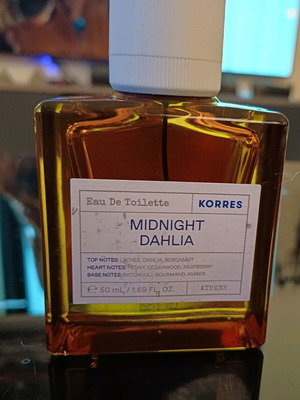 Eau De Toilette
KORRES
MIDNIGHT
DAHLIA
TOP NOTES: LYCHEE, DAHLIA, BERGAMOT
HEART NOTES: PEONY, CEDARWOOD, RASPBERRY
BASE NOTES: PATCHOULI, GOURMAND, AMBER
℮ 50 mL / 1.69 FL. OZ.
ATHENS